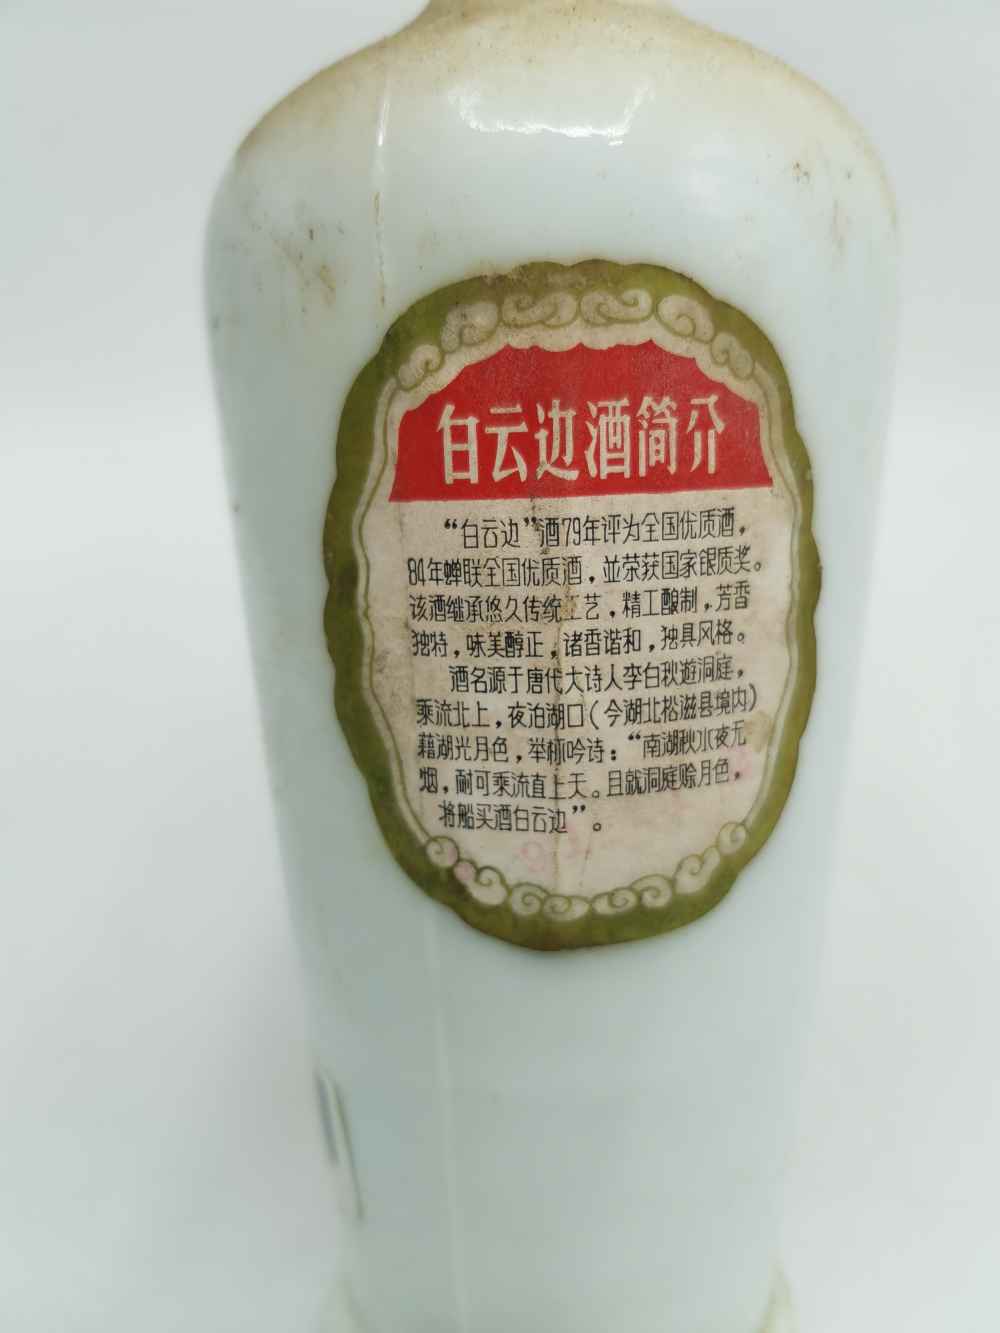 白云边酒简介
“白云边”酒79年评为全国优质酒，
84年蝉联全国优质酒，並荣获国家银质奖。
该酒继承悠久传统工艺，精工酿制，芳香
独特，味美醇正，诸香谐和，独具风格。
酒名源于唐代大诗人李白秋遊洞庭，
乘流北上，夜泊湖口（今湖北松滋县境内）
藉湖光月色，举杯吟诗：“南湖秋水夜无
烟，耐可乘流直上天。且就洞庭赊月色，
将船买酒白云边”。